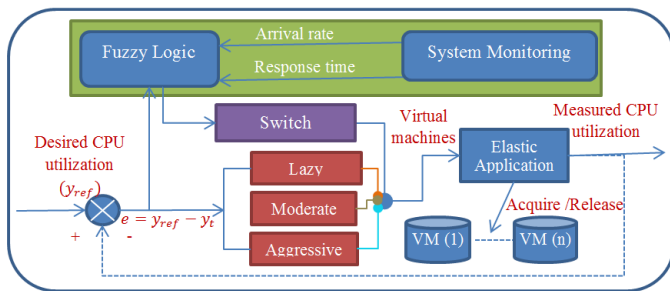 Fuzzy Logic
Arrival rate
Response time
System Monitoring
Desired CPU
utilization
(y_ref)
+
-
e = y_ref − y_t
Switch
Lazy
Moderate
Aggressive
Virtual
machines
Elastic
Application
Measured CPU
utilization
Acquire /Release
VM (1)
VM (n)